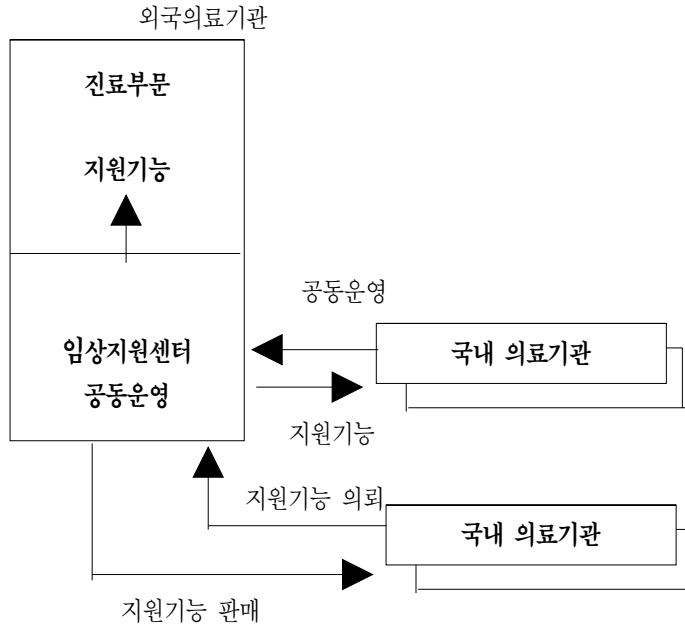 외국의료기관
진료부문
지원기능
공동운영
임상지원센터
공동운영
국내 의료기관
지원기능
지원기능 의뢰
국내 의료기관
지원기능 판매